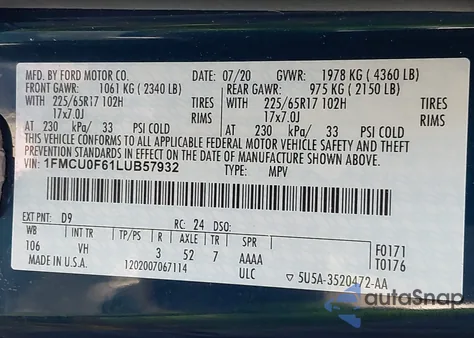 MFD. BY FORD MOTOR CO. DATE: 07/20 GVWR: 1978 KG (4360 LB)
FRONT GAWR: 1061 KG (2340 LB) REAR GAWR: 975 KG (2150 LB)
WITH 225/65R17 102H TIRES WITH 225/65R17 102H TIRES
17x7.0J RIMS 17x7.0J RIMS
AT 230 kPa/ 33 PSI COLD AT 230 kPa/ 33 PSI COLD
THIS VEHICLE CONFORMS TO ALL APPLICABLE FEDERAL MOTOR VEHICLE SAFETY AND THEFT
PREVENTION STANDARDS IN EFFECT ON THE DATE OF MANUFACTURE SHOWN ABOVE.
VIN: 1FMCU0F61LUB57932 TYPE: MPV
EXT PNT: D9 RC: 24 DSO:
WB INT TR TP/PS R AXLE TR SPR
106 VH 3 52 7 AAAA
F0171
T0176
MADE IN U.S.A. 1202007067114 ULC ▽ 5U5A-3520472-AA
autoSnap